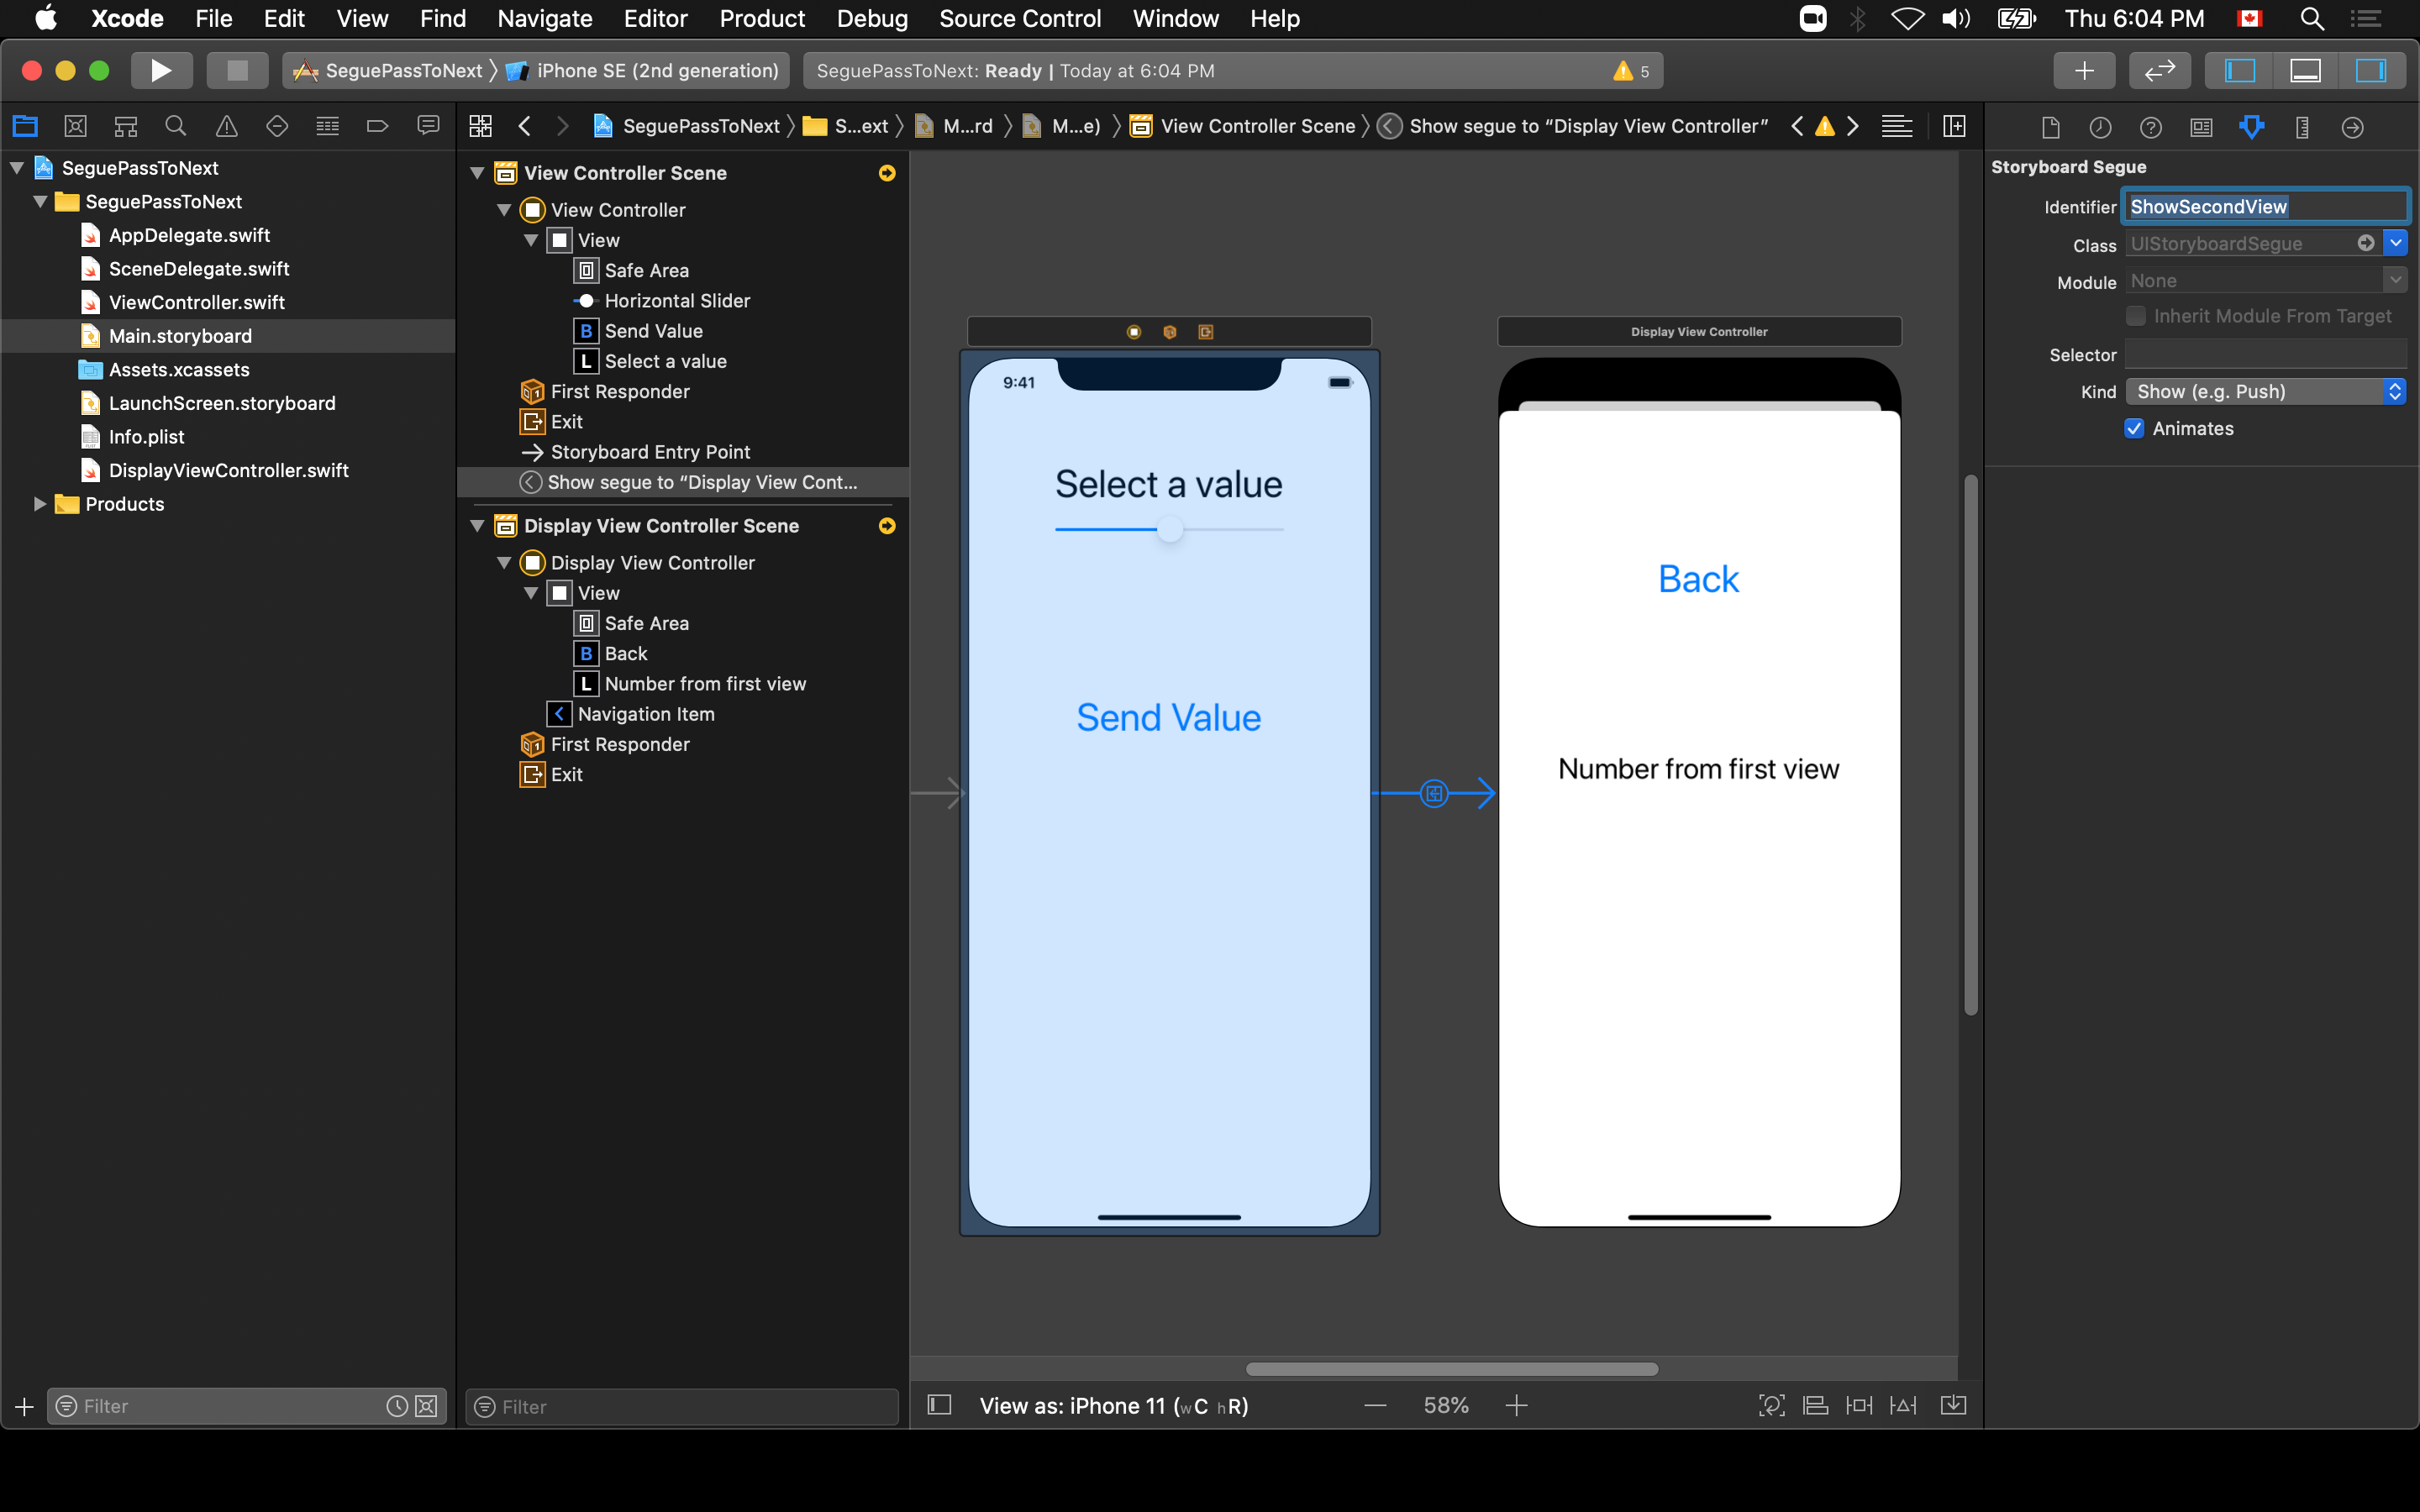 Xcode File Edit View Find Navigate Editor Product Debug Source Control Window Help Thu 6:04 PM
SeguePassToNext iPhone SE (2nd generation) SeguePassToNext: Ready | Today at 6:04 PM 5
SeguePassToNext S...ext M...rd M...e) View Controller Scene Show segue to “Display View Controller”
SeguePassToNext
SeguePassToNext
AppDelegate.swift
SceneDelegate.swift
ViewController.swift
Main.storyboard
Assets.xcassets
LaunchScreen.storyboard
Info.plist
DisplayViewController.swift
Products
Filter
View Controller Scene
View Controller
View
Safe Area
Horizontal Slider
B Send Value
L Select a value
First Responder
Exit
Storyboard Entry Point
Show segue to “Display View Cont...
Display View Controller Scene
Display View Controller
View
Safe Area
B Back
L Number from first view
Navigation Item
First Responder
Exit
Filter
9:41
Select a value
Send Value
Display View Controller
Back
Number from first view
View as: iPhone 11 (wC hR) 58%
Storyboard Segue
Identifier ShowSecondView
Class UIStoryboardSegue
Module None
Inherit Module From Target
Selector
Kind Show (e.g. Push)
Animates